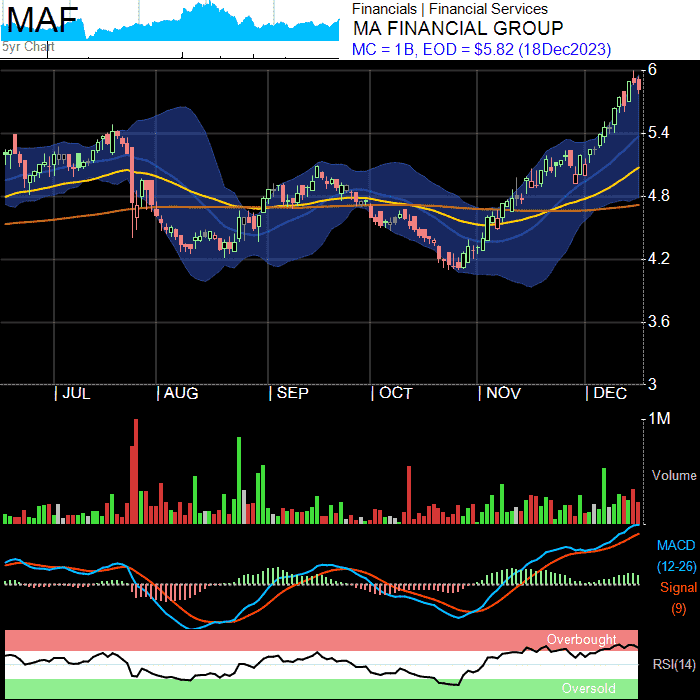 MAF
5yr Chart
Financials | Financial Services
MA FINANCIAL GROUP
MC = 1B, EOD = $5.82 (18Dec2023)
6
5.4
4.8
4.2
3.6
3
| JUL | AUG | SEP | OCT | NOV | DEC
1M
Volume
MACD
(12-26)
Signal
(9)
Overbought
RSI(14)
Oversold